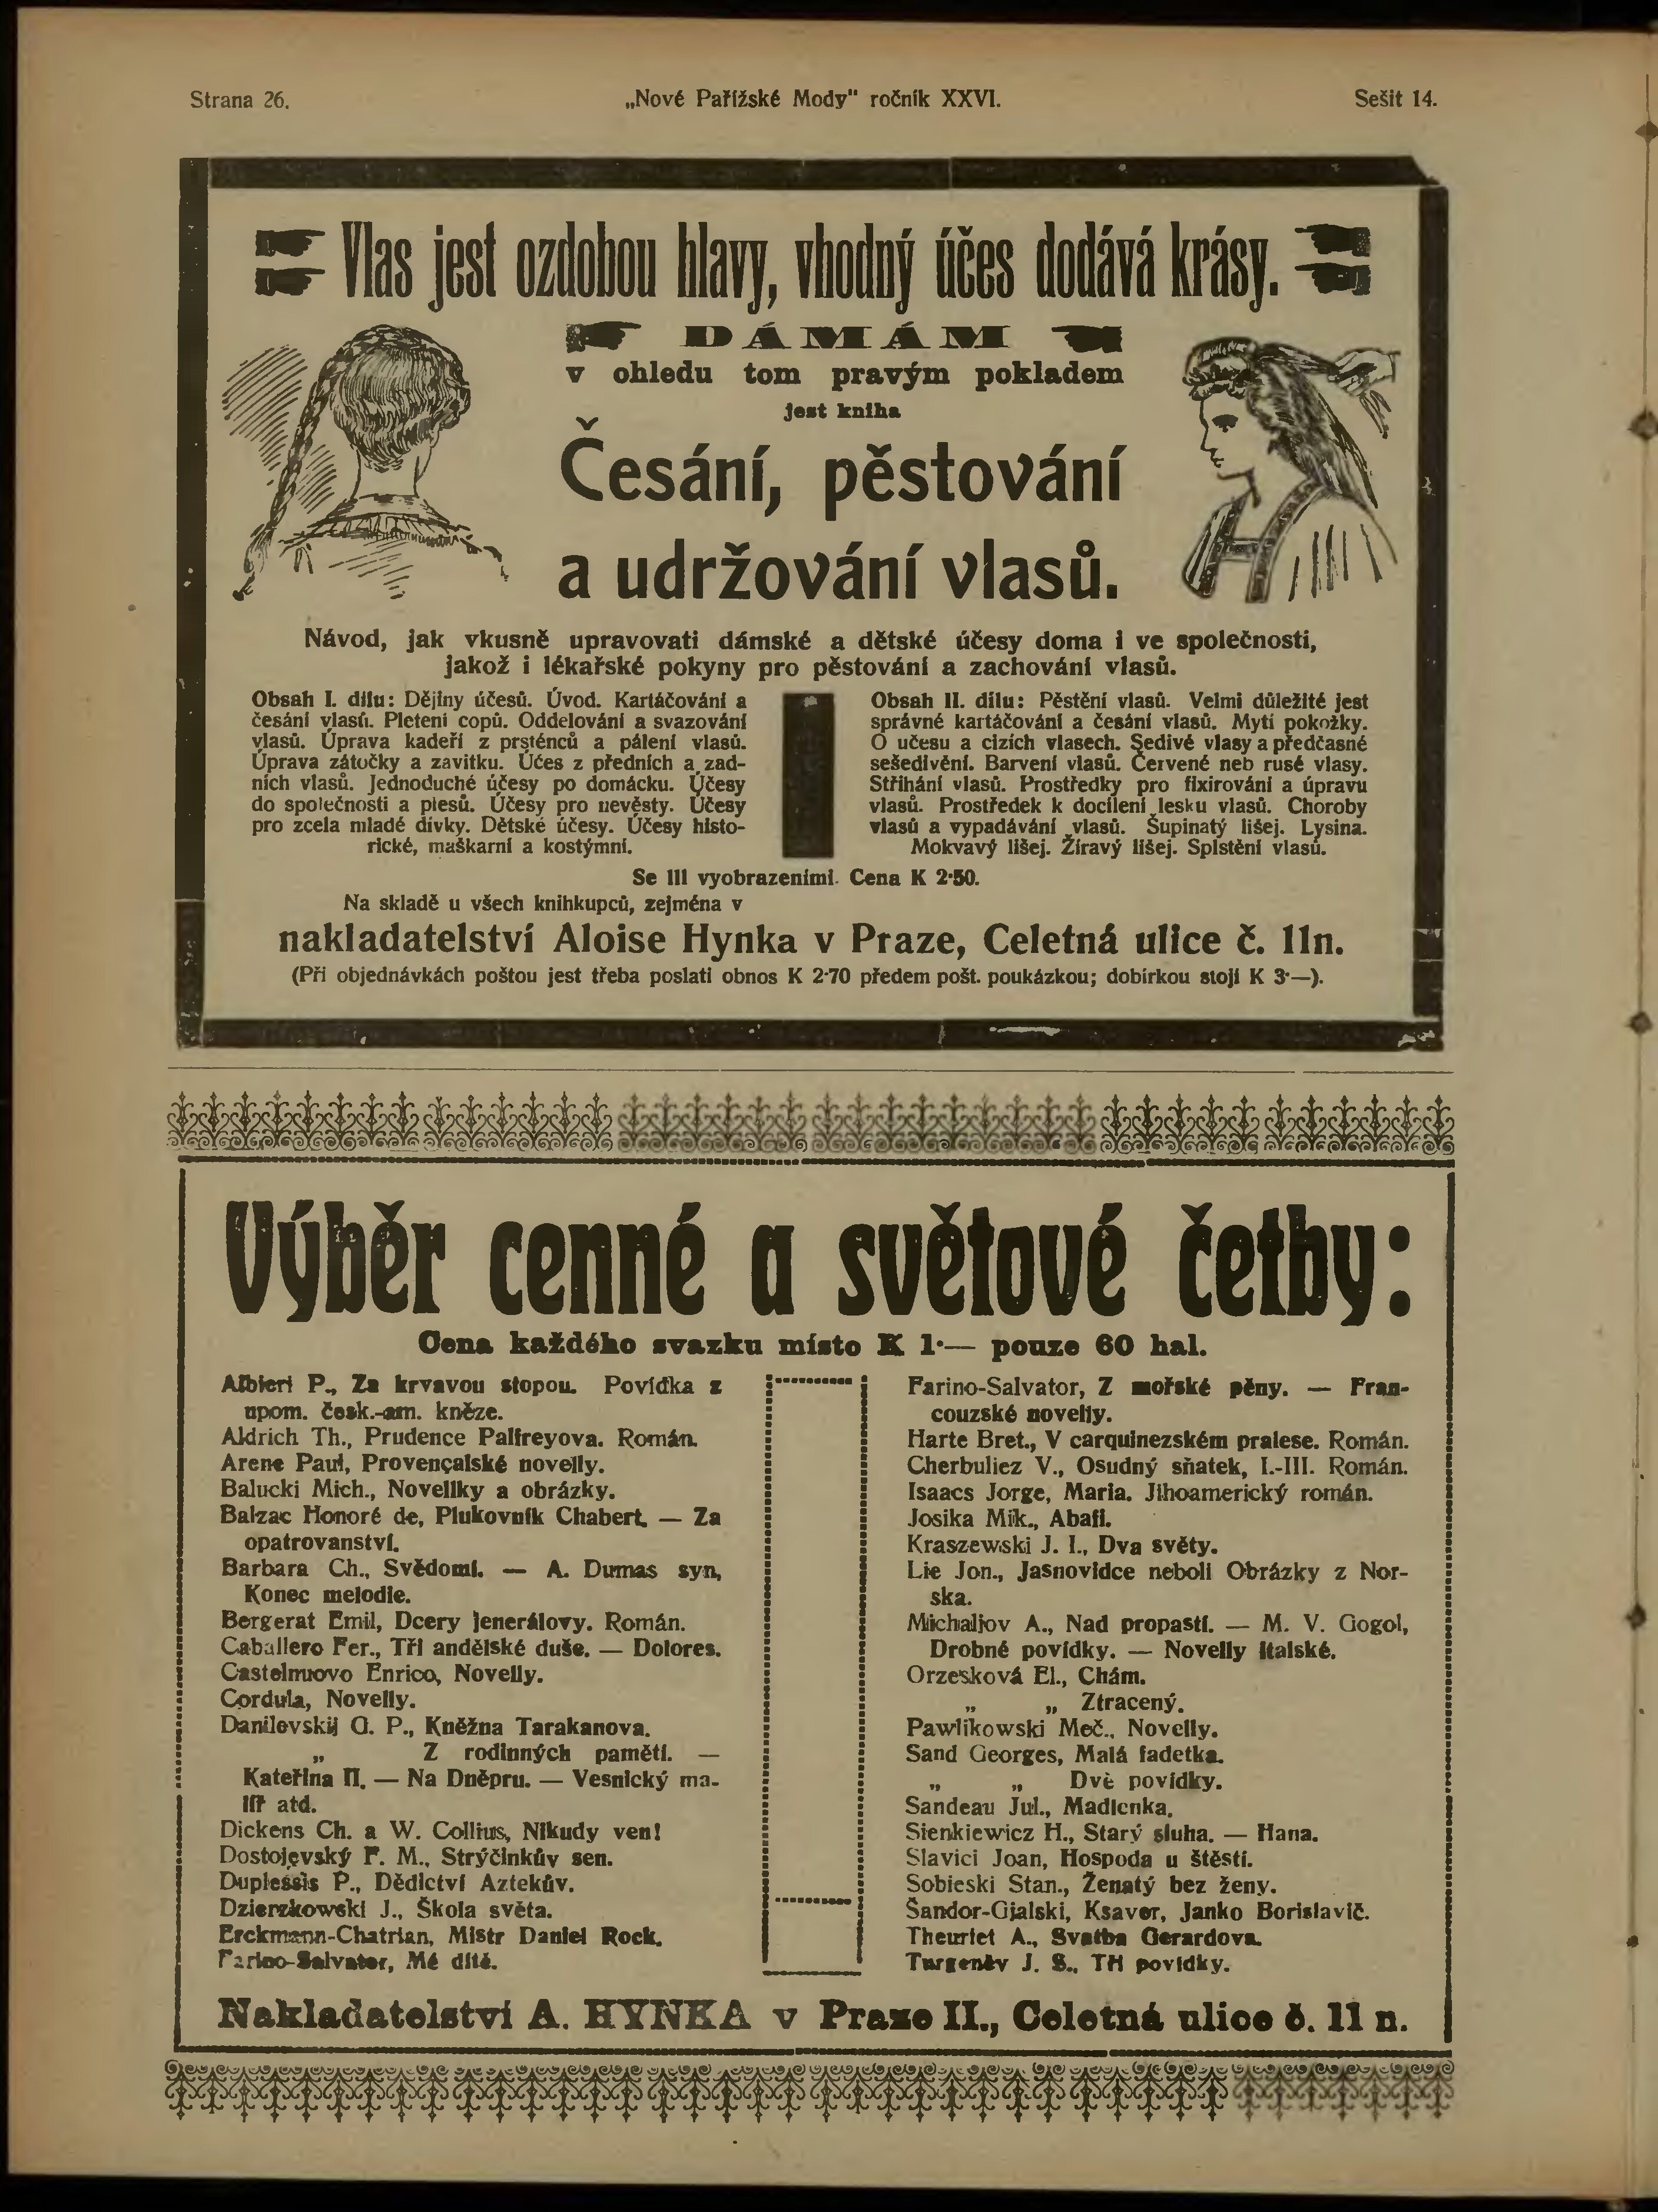 Strana 26.
„Nové Pařížské Mody" ročník XXVI.
Sešit 14.
Vlas jest ozdobou hlavy, vhodný účes dodává krásy.
DÁMÁM
v ohledu tom pravým pokladem
jest kniha
Česání, pěstování
a udržování vlasů.
Návod, jak vkusně upravovati dámské a dětské účesy doma i ve společnosti,
jakož i lékařské pokyny pro pěstování a zachování vlasů.
Obsah I. dílu: Dějiny účesů. Úvod. Kartáčování a
česání vlasů. Pletení copů. Oddelování a svazování
vlasů. Úprava kadeří z prsténců a pálení vlasů.
Úprava zátočky a závitku. Účes z předních a zad-
ních vlasů. Jednoduché účesy po domácku. Účesy
do společnosti a plesů. Účesy pro nevěsty. Účesy
pro zcela mladé dívky. Dětské účesy. Účesy histo-
rické, maškarní a kostýmní.
Obsah II. dílu: Pěstění vlasů. Velmi důležité jest
správné kartáčování a česání vlasů. Mytí pokožky.
O účesu a cizích vlasech. Šedivé vlasy a předčasné
sešedivění. Barvení vlasů. Červené neb rusé vlasy.
Stříhání vlasů. Prostředky pro fixirování a úpravu
vlasů. Prostředek k docílení lesku vlasů. Choroby
vlasů a vypadávání vlasů. Šupinatý lišej. Lysina.
Mokvavý lišej. Žíravý lišej. Splstění vlasů.
Se 111 vyobrazeními. Cena K 2·50.
Na skladě u všech knihkupců, zejména v
nakladatelství Aloise Hynka v Praze, Celetná ulice č. 11n.
(Při objednávkách poštou jest třeba poslati obnos K 2·70 předem pošt. poukázkou; dobírkou stojí K 3·—).
Výběr cenné a světové četby:
Cena každého svazku místo K 1·— pouze 60 hal.
Albieri P., Za krvavou stopou. Povídka z
upom. česk.-am. kněze.
Aldrich Th., Prudence Palfreyova. Román.
Arene Paul, Provençalské novelly.
Balucki Mich., Novellky a obrázky.
Balzac Honoré de, Plukovník Chabert. — Za
opatrovanství.
Barbara Ch., Svědomí. — A. Dumas syn,
Konec melodie.
Bergerat Emil, Dcery jenerálovy. Román.
Caballero Fer., Tři andělské duše. — Dolores.
Castelnuovo Enrico, Novelly.
Cordula, Novelly.
Danilevskij G. P., Kněžna Tarakanova.
„ Z rodinných pamětí. —
Kateřina II. — Na Dněpru. — Vesnický ma-
líř atd.
Dickens Ch. a W. Collius, Nikudy ven!
Dostojevský F. M., Strýčinkův sen.
Duplessis P., Dědictví Aztekův.
Dzierzkowski J., Škola světa.
Erckmann-Chatrian, Mistr Daniel Rock.
Farino-Salvator, Mé dítě.
Farino-Salvator, Z mořské pěny. — Fran-
couzské novelly.
Harte Bret., V carquinezském pralese. Román.
Cherbuliez V., Osudný sňatek, I.-III. Román.
Isaacs Jorge, Maria. Jihoamerický román.
Josika Mik., Abafi.
Kraszewski J. I., Dva světy.
Lie Jon., Jasnovidce neboli Obrázky z Nor-
ska.
Michaljov A., Nad propastí. — M. V. Gogol,
Drobné povídky. — Novelly italské.
Orzesková El., Chám.
„ „ Ztracený.
Pawlikowski Meč., Novelly.
Sand Georges, Malá fadetka.
„ „ Dvě povídky.
Sandeau Jul., Madlenka.
Sienkiewicz H., Starý sluha. — Hana.
Slavici Joan, Hospoda u štěstí.
Sobieski Stan., Ženatý bez ženy.
Šandor-Gjalski, Ksaver, Janko Borislavič.
Theuriet A., Svatba Gerardova.
Turgeněv J. S., Tři povídky.
Nakladatelství A. HYNKA v Praze II., Celetná ulice č. 11 n.